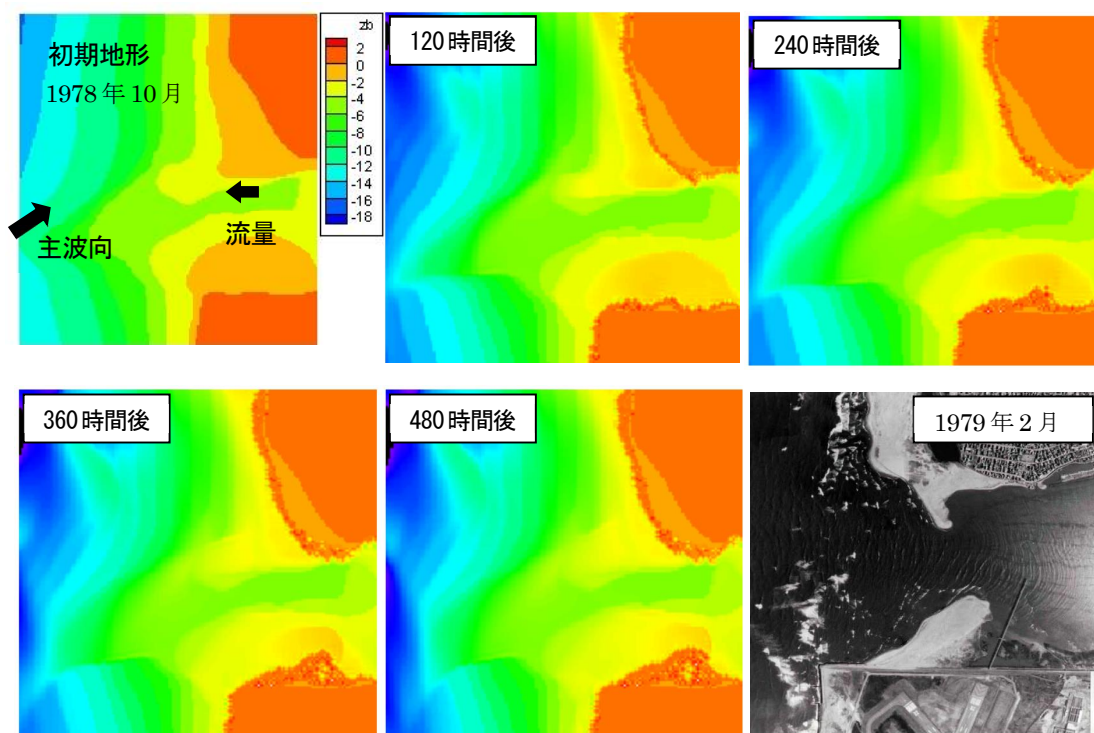 初期地形
1978年10月
主波向
流量
zb
2
0
-2
-4
-6
-8
-10
-12
-14
-16
-18
120時間後
240時間後
360時間後
480時間後
1979年2月